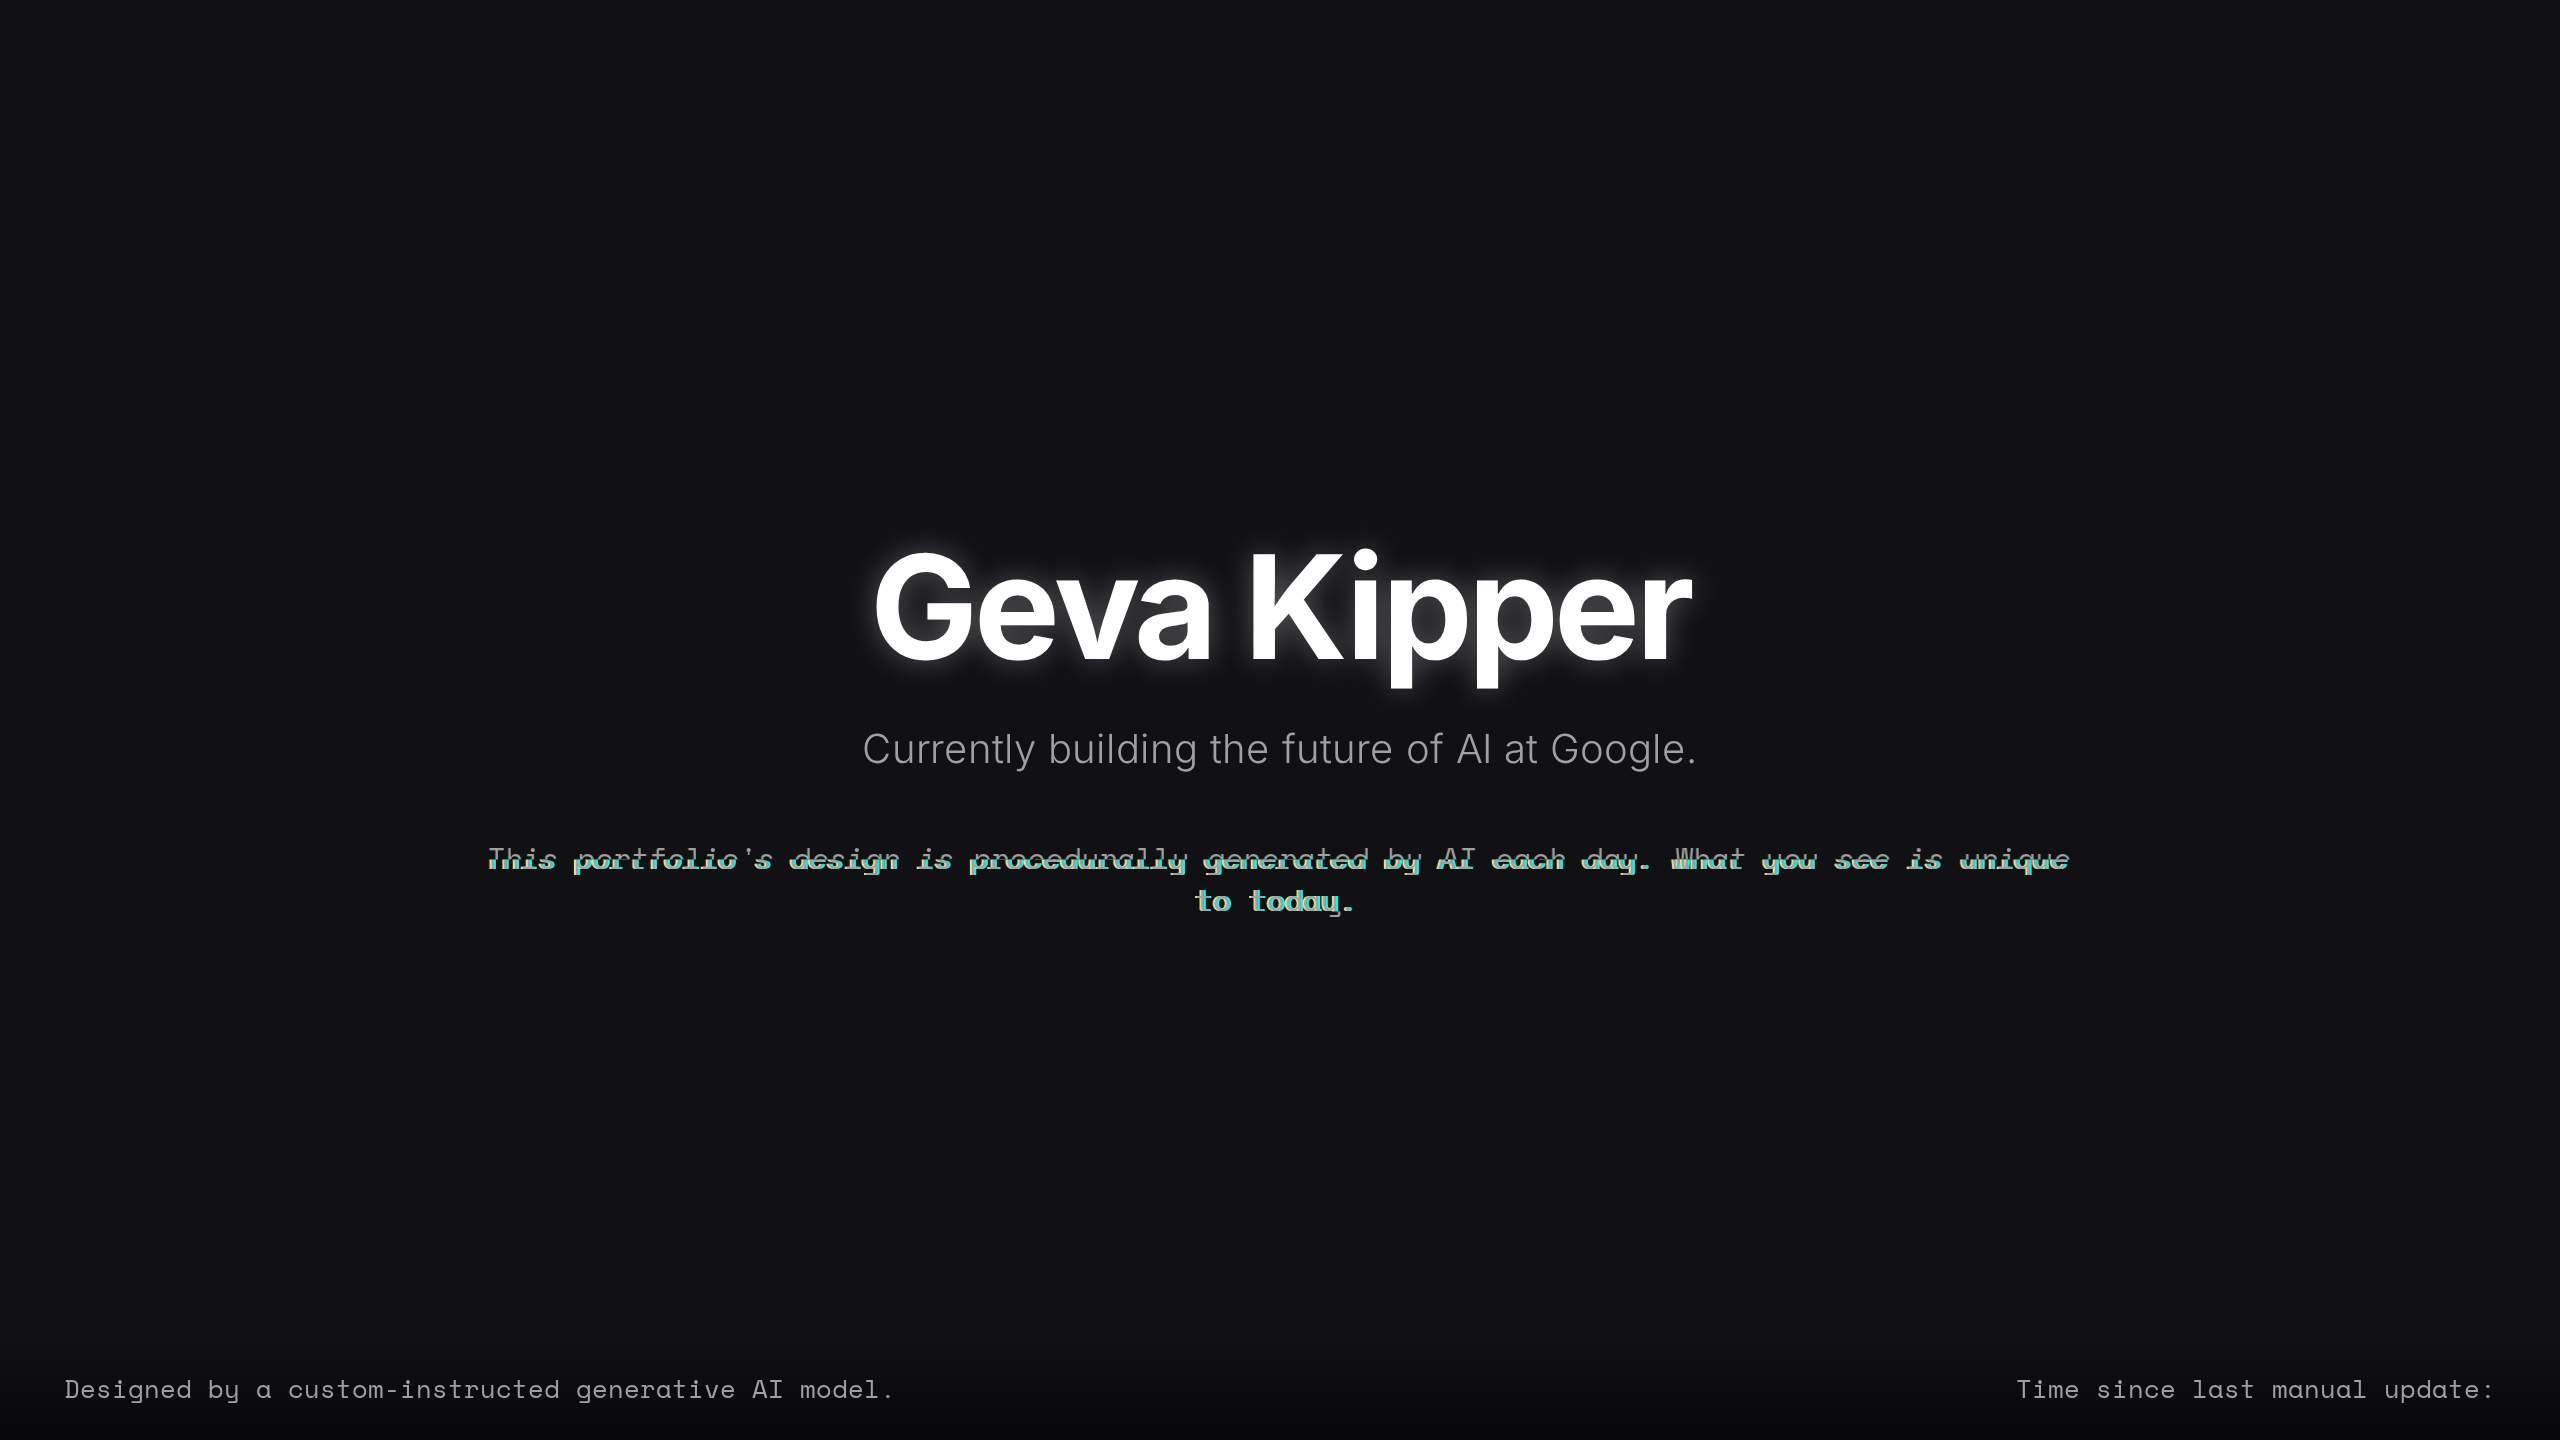 Geva Kipper
Currently building the future of AI at Google.
This portfolio's design is procedurally generated by AI each day. What you see is unique
to today.
Designed by a custom-instructed generative AI model.
Time since last manual update: